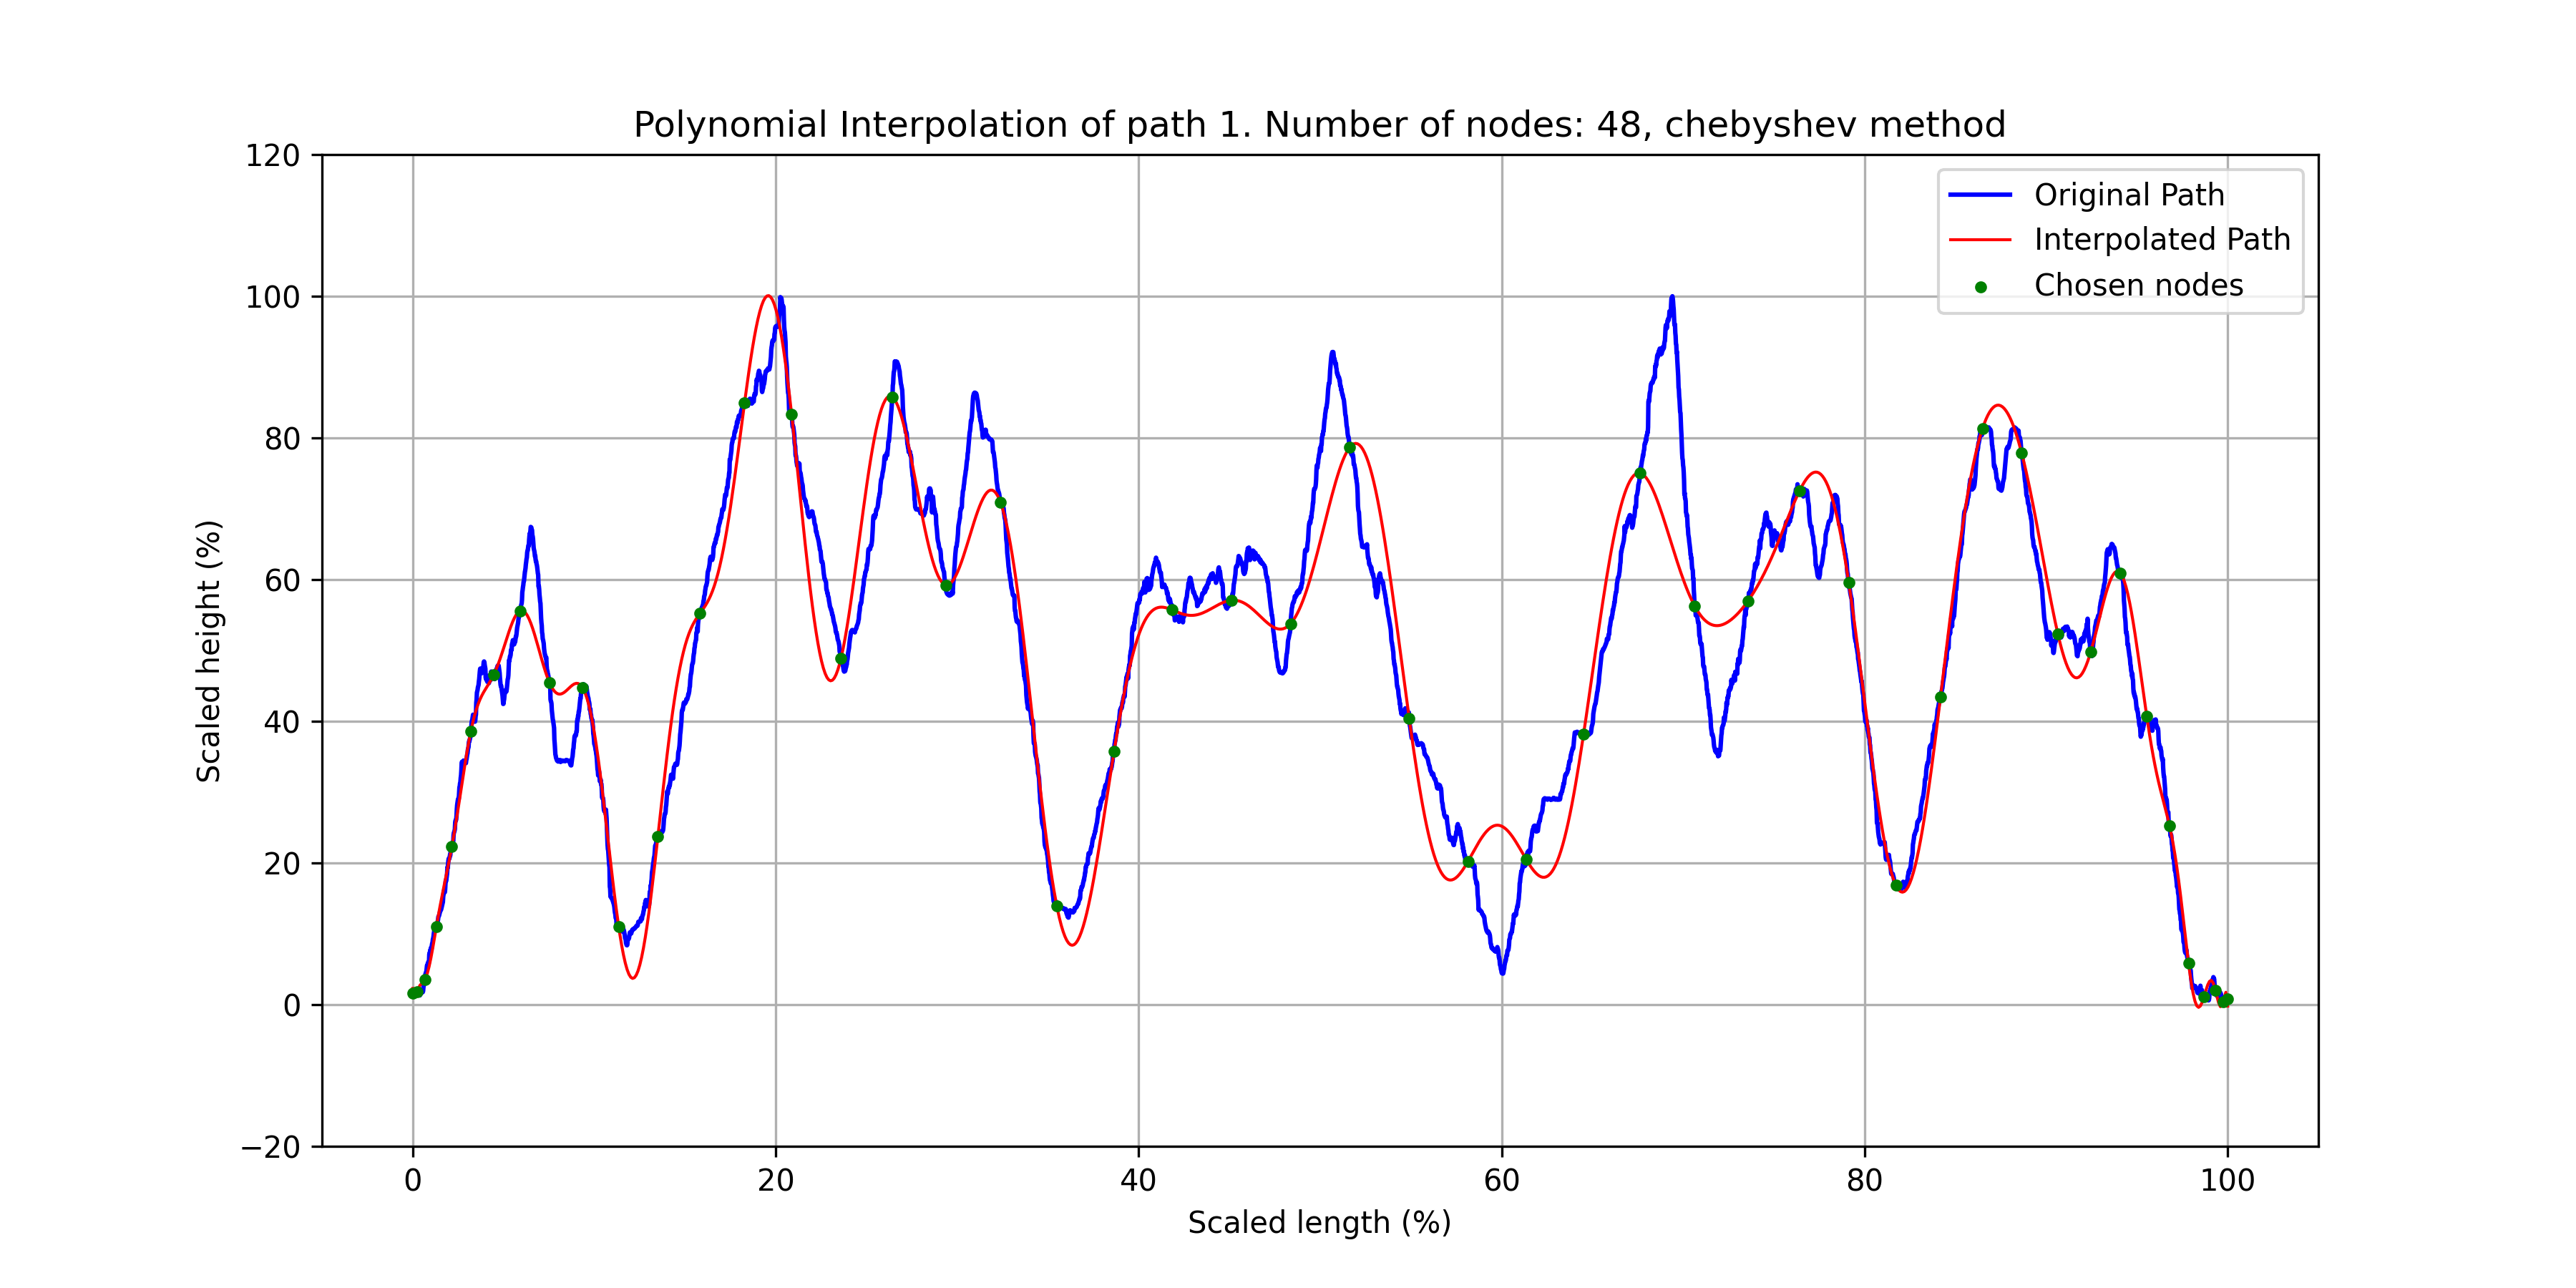 Polynomial Interpolation of path 1. Number of nodes: 48, chebyshev method
120
100
80
60
40
20
0
−20
Scaled height (%)
Original Path
Interpolated Path
Chosen nodes
0 20 40 60 80 100
Scaled length (%)